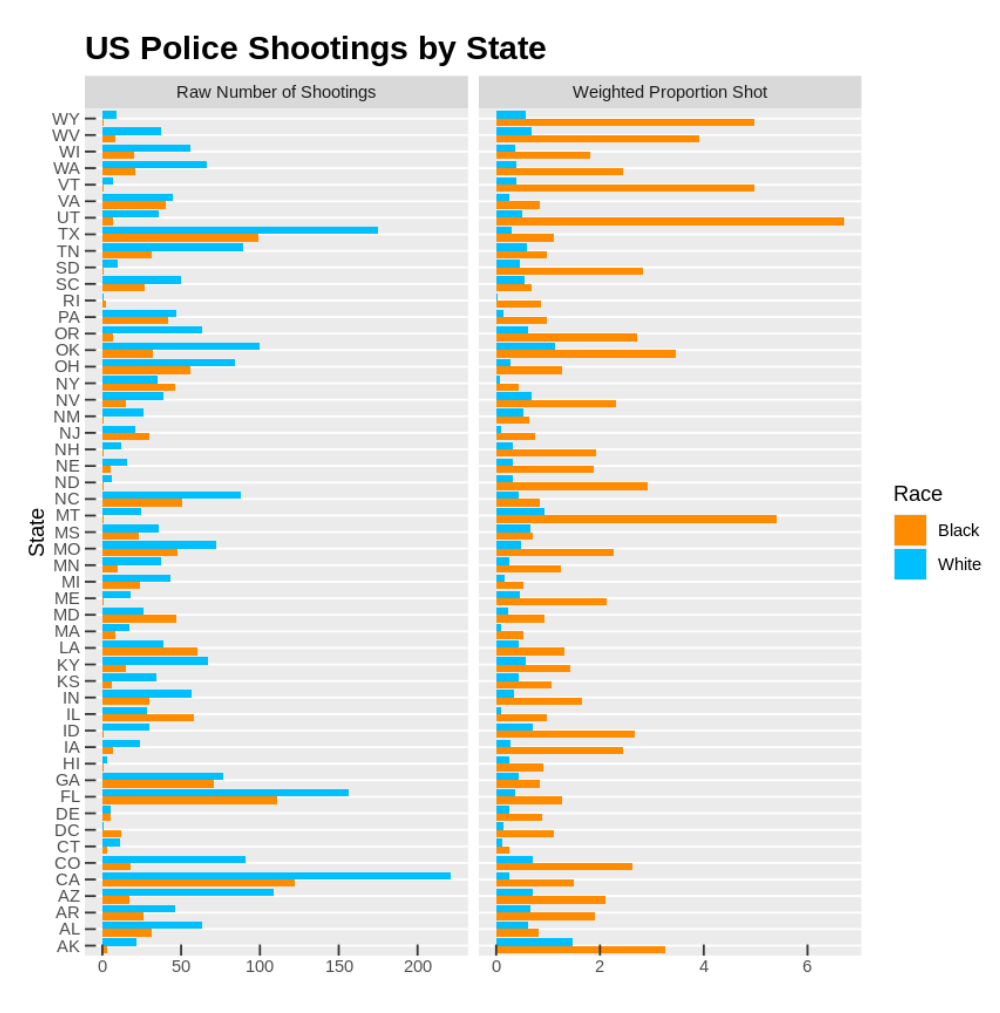 US Police Shootings by State
Raw Number of Shootings
Weighted Proportion Shot
WY
WV
WI
WA
VT
VA
UT
TX
TN
SD
SC
RI
PA
OR
OK
OH
NY
NV
NM
NJ
NH
NE
ND
NC
MT
MS
MO
MN
MI
ME
MD
MA
LA
KY
KS
IN
IL
ID
IA
HI
GA
FL
DE
DC
CT
CO
CA
AZ
AR
AL
AK
State
0 50 100 150 200
0 2 4 6
Race
Black
White